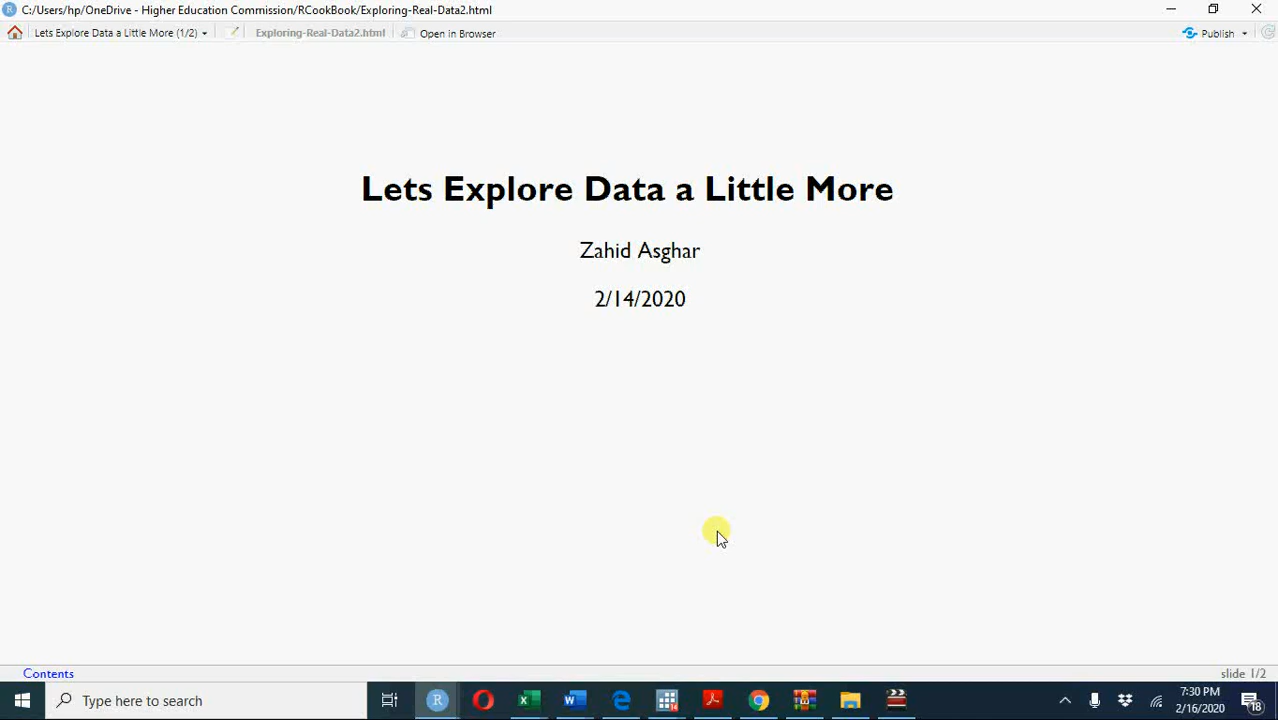 C:/Users/hp/OneDrive - Higher Education Commission/RCookBook/Exploring-Real-Data2.html
Lets Explore Data a Little More (1/2) Exploring-Real-Data2.html Open in Browser Publish
Lets Explore Data a Little More
Zahid Asghar
2/14/2020
Contents slide 1/2
Type here to search
7:30 PM
2/16/2020
18